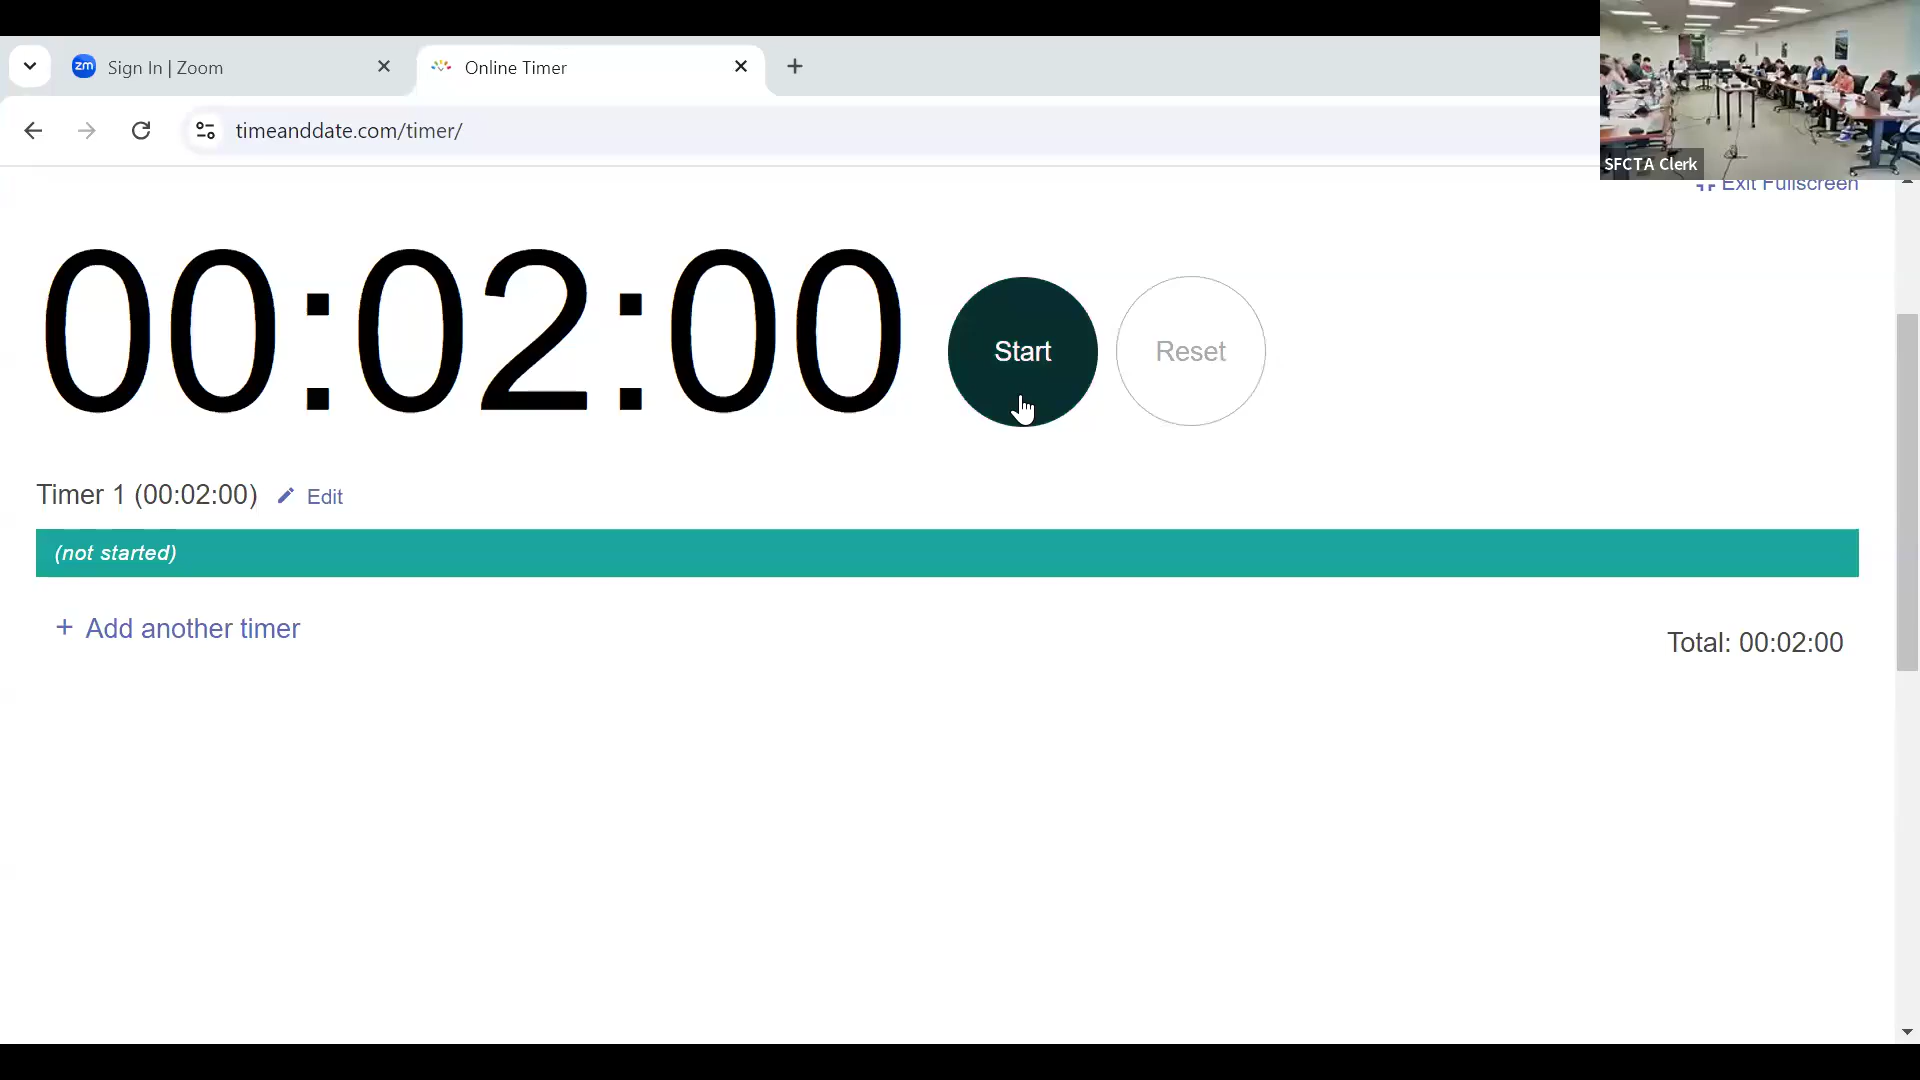 zm Sign In | Zoom
Online Timer
timeanddate.com/timer/
SFCTA Clerk
Exit Fullscreen
00:02:00
Start
Reset
Timer 1 (00:02:00)
Edit
(not started)
+ Add another timer
Total: 00:02:00